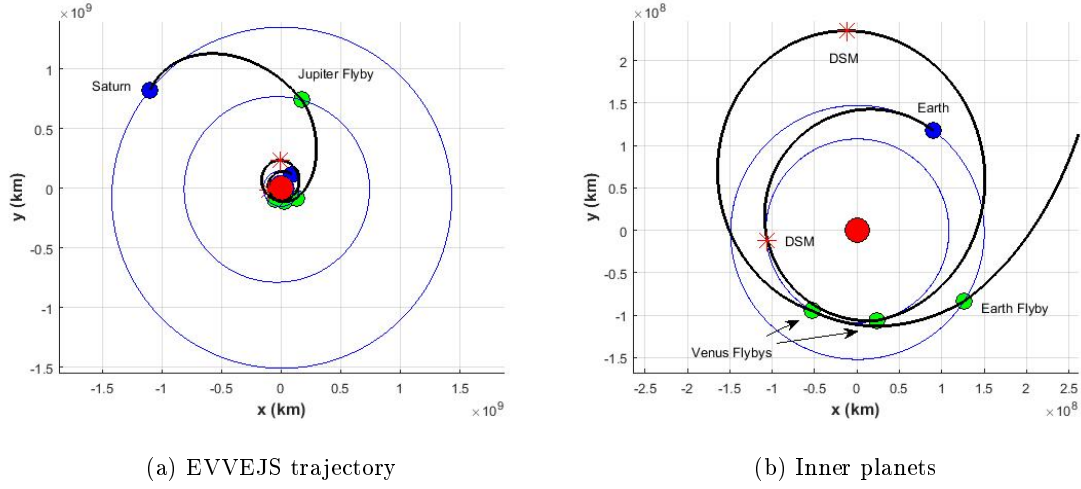 ×10^9
1
0.5
0
-0.5
-1
-1.5
y (km)
Saturn
Jupiter Flyby
-1.5 -1 -0.5 0 0.5 1 1.5
x (km)
×10^9
(a) EVVEJS trajectory
×10^8
2
1.5
1
0.5
0
-0.5
-1
-1.5
y (km)
DSM
Earth
DSM
Earth Flyby
Venus Flybys
-2.5 -2 -1.5 -1 -0.5 0 0.5 1 1.5 2 2.5
x (km)
×10^8
(b) Inner planets